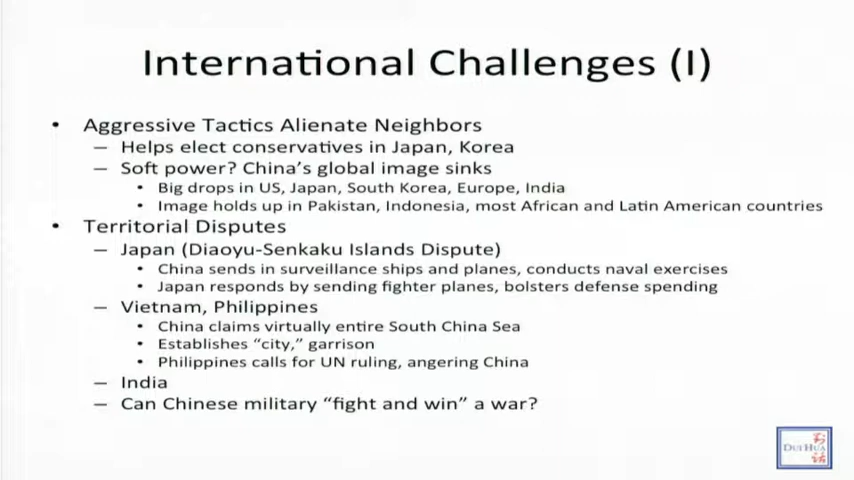 International Challenges (I)
• Aggressive Tactics Alienate Neighbors
– Helps elect conservatives in Japan, Korea
– Soft power? China's global image sinks
• Big drops in US, Japan, South Korea, Europe, India
• Image holds up in Pakistan, Indonesia, most African and Latin American countries
• Territorial Disputes
– Japan (Diaoyu-Senkaku Islands Dispute)
• China sends in surveillance ships and planes, conducts naval exercises
• Japan responds by sending fighter planes, bolsters defense spending
– Vietnam, Philippines
• China claims virtually entire South China Sea
• Establishes “city,” garrison
• Philippines calls for UN ruling, angering China
– India
– Can Chinese military “fight and win” a war?
DUI HUA